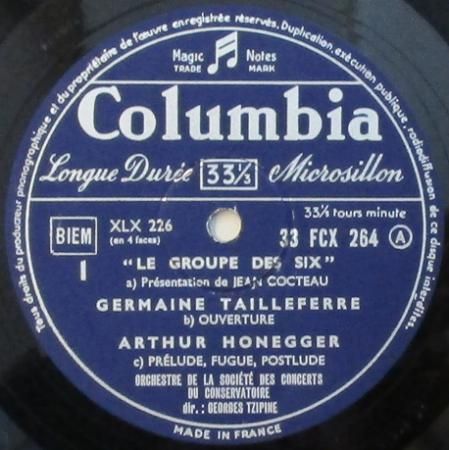 Tous droits du producteur phonographique et du propriétaire de l'œuvre enregistrée réservés. Duplication, exécution publique, radiodiffusion de ce disque interdites.
Magic Notes
TRADE MARK
Columbia
Longue Durée 33⅓ Microsillon
33⅓ tours minute
BIEM
XLX 226
(en 4 faces)
33 FCX 264 A
1
"LE GROUPE DES SIX"
a) Présentation de JEAN COCTEAU
GERMAINE TAILLEFERRE
b) OUVERTURE
ARTHUR HONEGGER
c) PRÉLUDE, FUGUE, POSTLUDE
ORCHESTRE DE LA SOCIÉTÉ DES CONCERTS
DU CONSERVATOIRE
dir.: GEORGES TZIPINE
MADE IN FRANCE